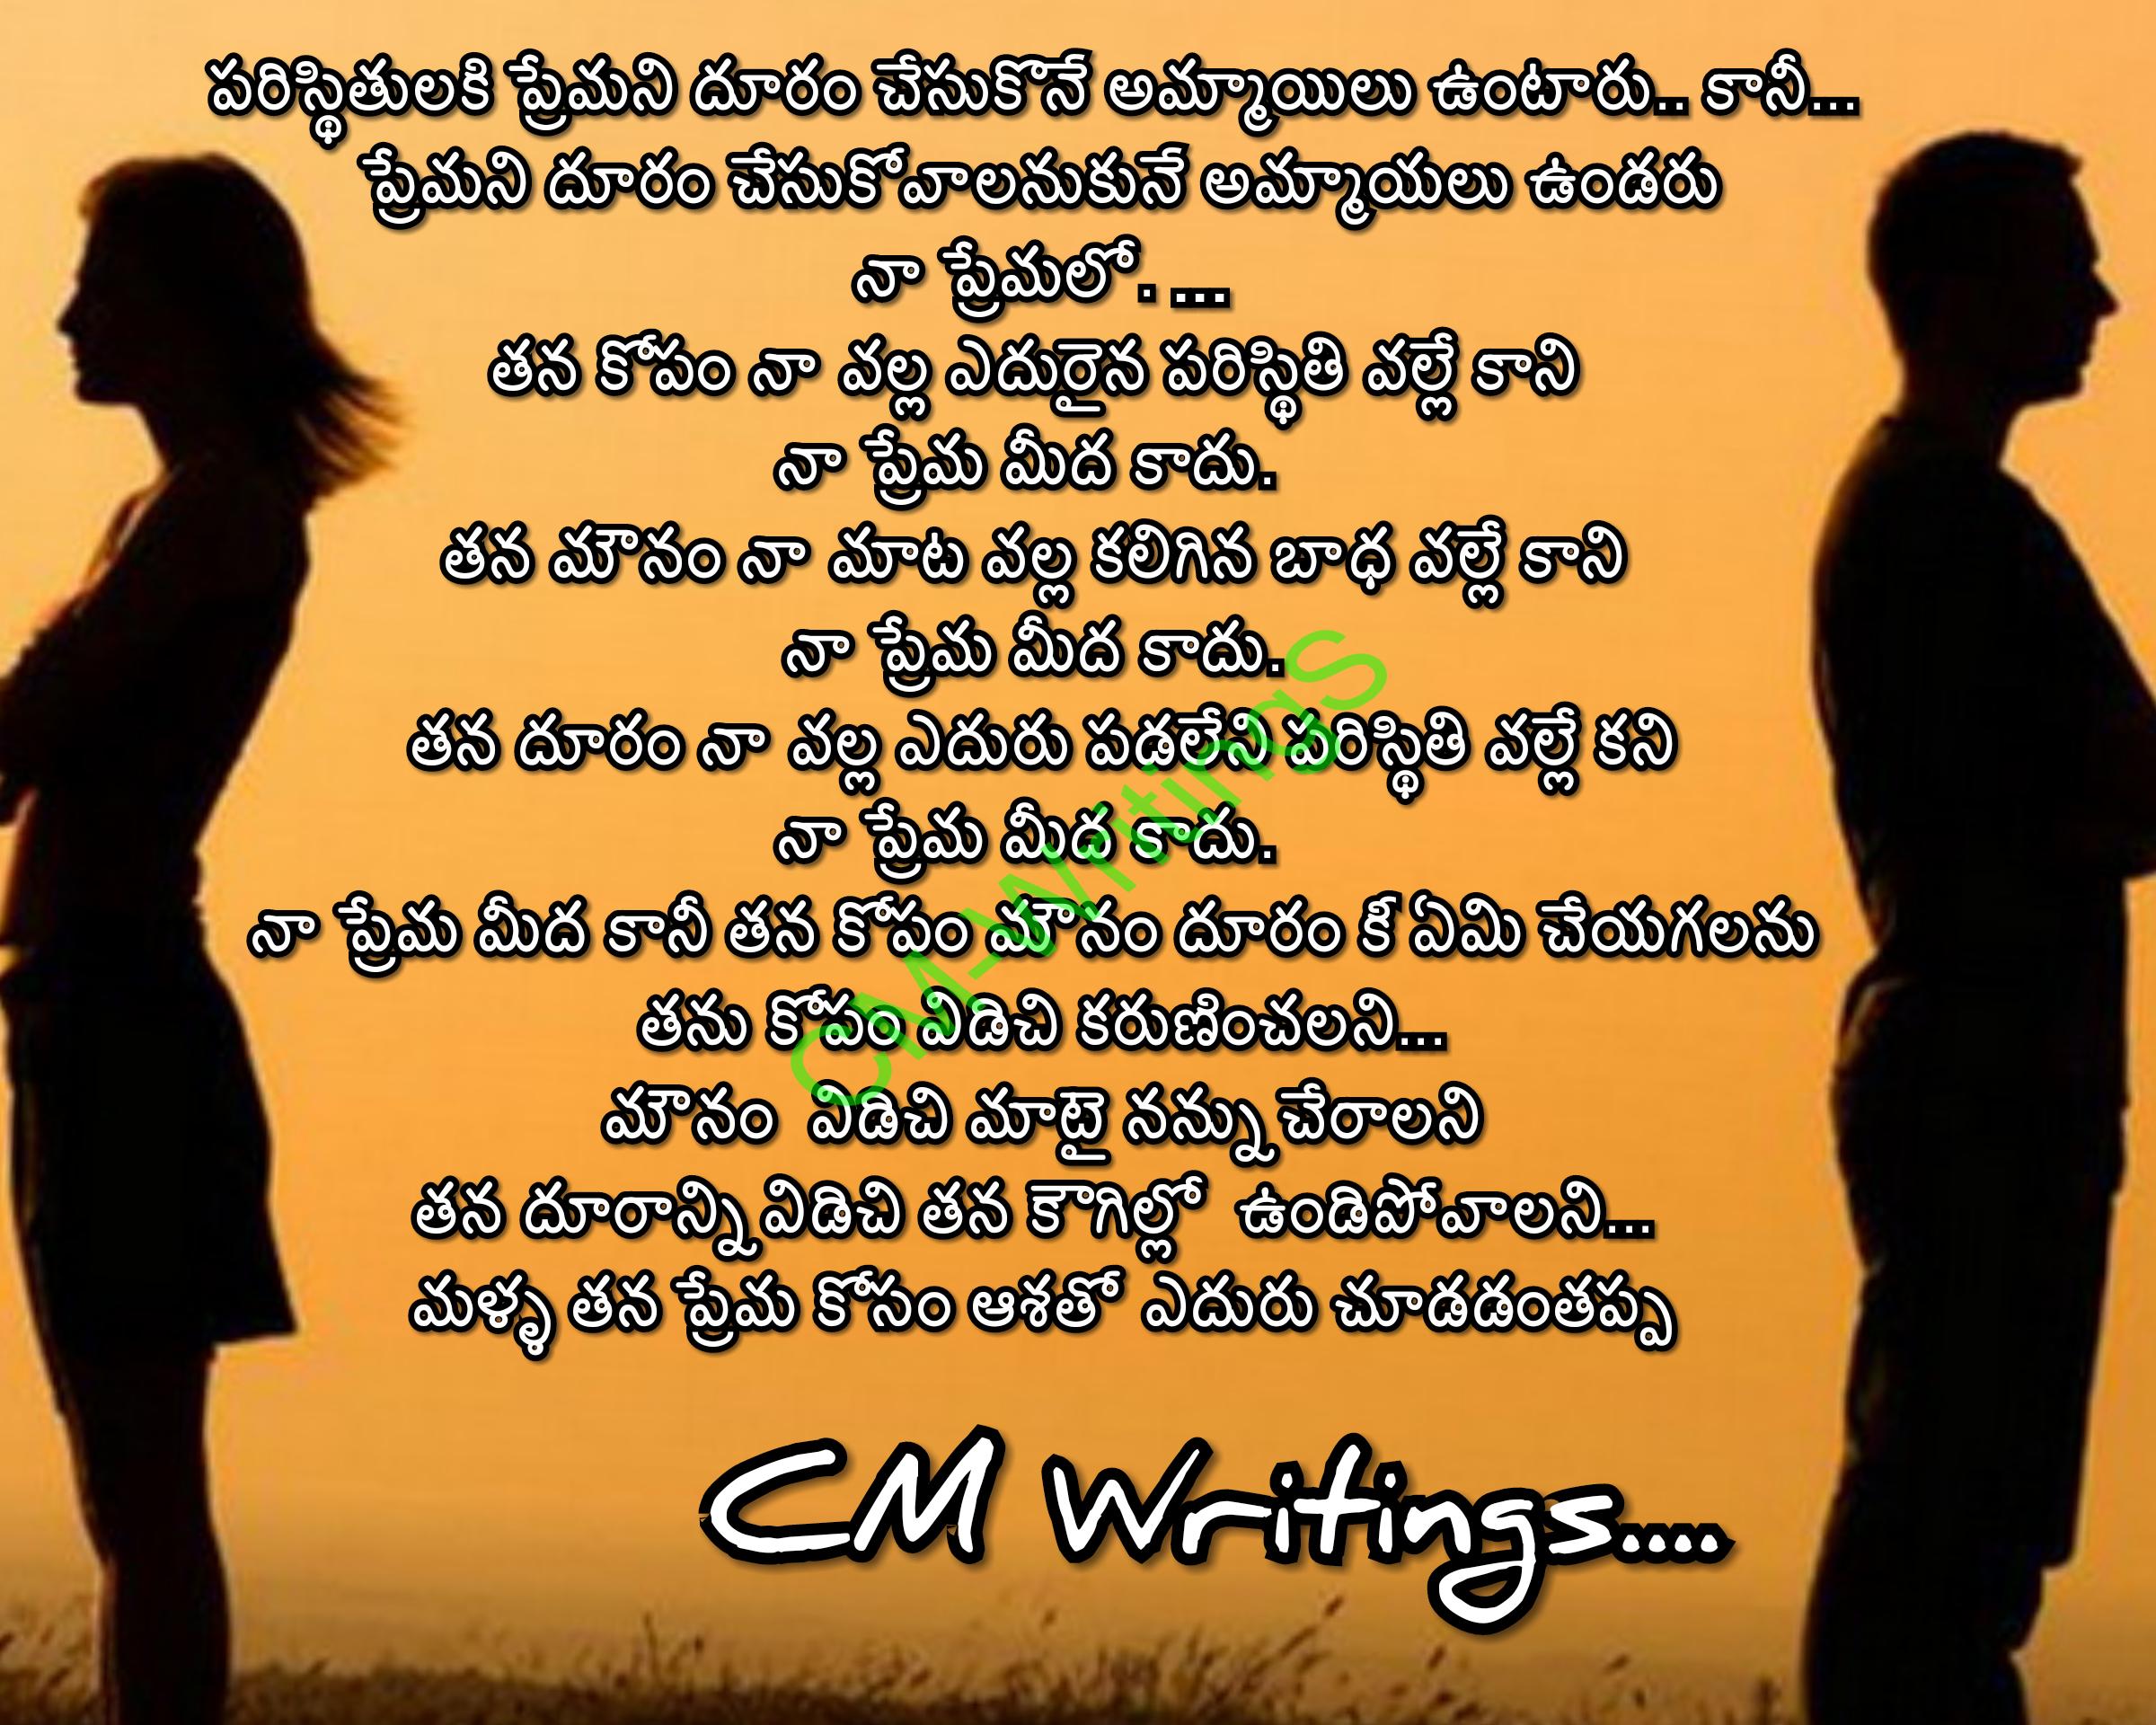 పరిస్థితులకి ప్రేమని దూరం చేసుకొనే అమ్మాయిలు ఉంటారు.. కానీ...
ప్రేమని దూరం చేసుకోవాలనుకునే అమ్మాయలు ఉండరు
నా ప్రేమలో. ...
తన కోపం నా వల్ల ఎదురైన పరిస్థితి వల్లే కాని
నా ప్రేమ మీద కాదు.
తన మౌనం నా మాట వల్ల కలిగిన బాధ వల్లే కాని
నా ప్రేమ మీద కాదు.
తన దూరం నా వల్ల ఎదురు పడలేని పరిస్థితి వల్లే కని
నా ప్రేమ మీద కాదు.
నా ప్రేమ మీద కానీ తన కోపం మౌనం దూరం కీ ఏమి చేయగలను
తను కోపం విడిచి కరుణించలని...
మౌనం విడిచి మాటై నన్ను చేరాలని
తన దూరాన్ని విడిచి తన కౌగిల్లో ఉండిపోవాలని...
మళ్ళ తన ప్రేమ కోసం ఆశతో ఎదురు చూడడంతప్ప
CM Writings....
CM-WritingS